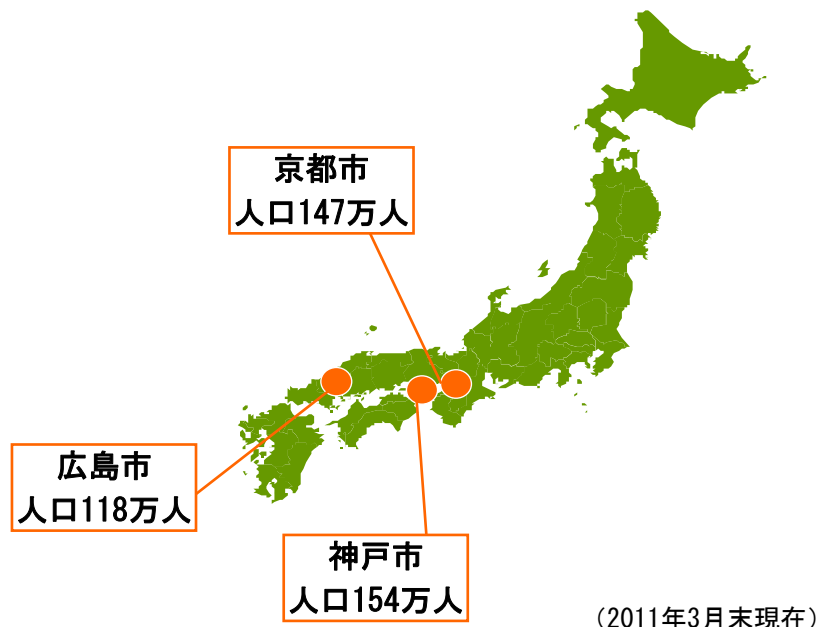 京都市
人口147万人
広島市
人口118万人
神戸市
人口154万人
（2011年3月末現在）